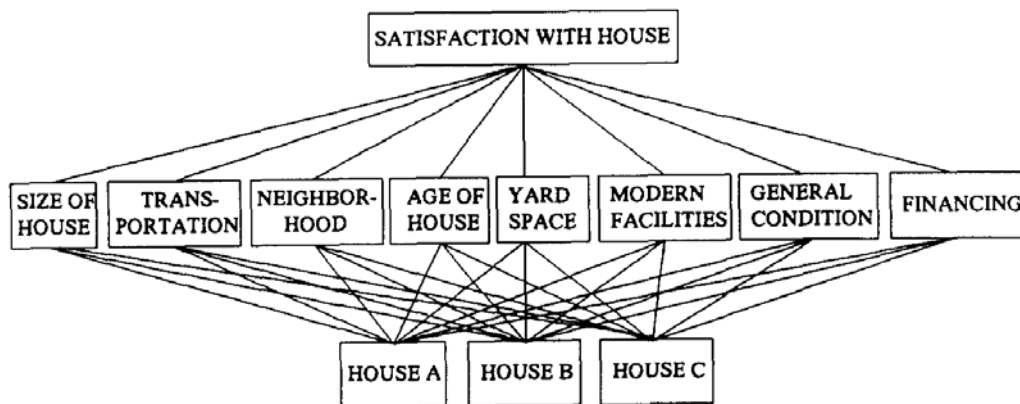 SATISFACTION WITH HOUSE
SIZE OF
HOUSE
TRANS-
PORTATION
NEIGHBOR-
HOOD
AGE OF
HOUSE
YARD
SPACE
MODERN
FACILITIES
GENERAL
CONDITION
FINANCING
HOUSE A
HOUSE B
HOUSE C